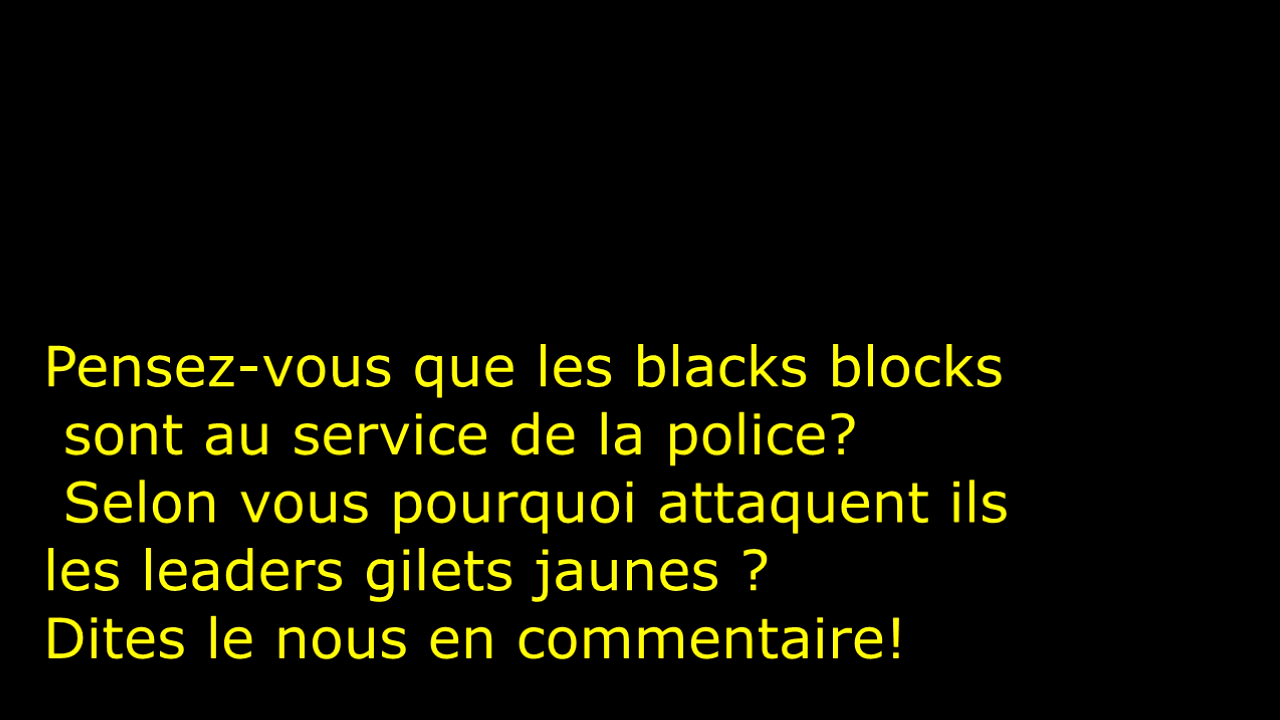 Pensez-vous que les blacks blocks
sont au service de la police?
Selon vous pourquoi attaquent ils
les leaders gilets jaunes ?
Dites le nous en commentaire!